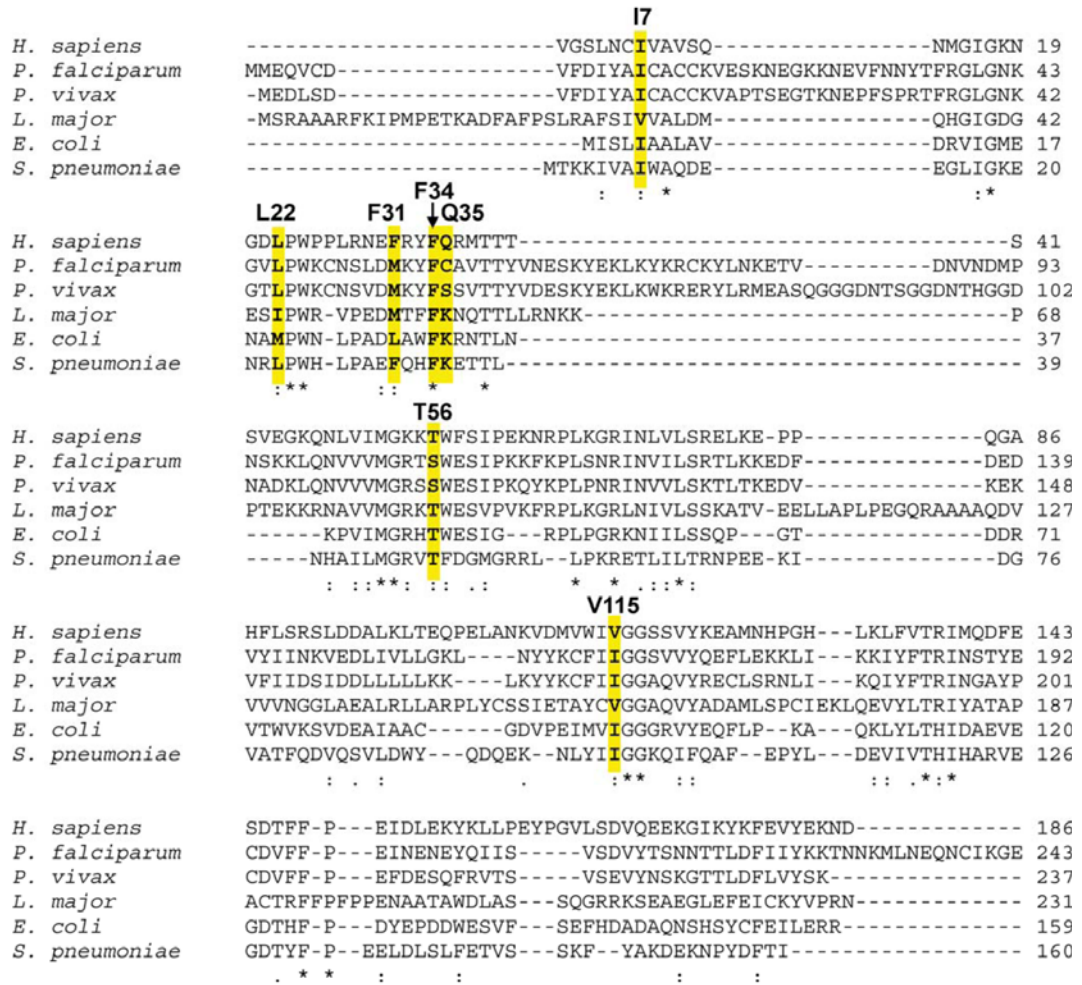 I7
H. sapiens ------------------------VGSLNCIVAVSQ-----------------NMGIGKN 19
P. falciparum MMEQVCD-----------------VFDIYAICACCKVESKNEGKKNEVFNNYTFRGLGNK 43
P. vivax -MEDLSD-----------------VFDIYAICACCKVAPTSEGTKNEPFSPRTFRGLGNK 42
L. major -MSRAAARFKIPMPETKADFAFPSLRAFSIVVALDM-----------------QHGIGDG 42
E. coli --------------------------MISLIAALAV-----------------DRVIGME 17
S. pneumoniae -----------------------MTKKIVAIWAQDE-----------------EGLIGKE 20
: : * :*
F34
L22 F31 Q35
H. sapiens GDLPWPPLRNEFRYFQRMTTT--------------------------------------S 41
P. falciparum GVLPWKCNSLDMKYFCAVTTYVNESKYEKLKYKRCKYLNKETV----------DNVNDMP 93
P. vivax GTLPWKCNSVDMKYFSSVTTYVDESKYEKLKWKRERYLRMEASQGGGDNTSGGDNTHGGD 102
L. major ESIPWR-VPEDMTFFKNQTTLLRNKK---------------------------------P 68
E. coli NAMPWN-LPADLAWFKRNTLN--------------------------------------- 37
S. pneumoniae NRLPWH-LPAEFQHFKETTL---------------------------------------- 39
:** :: * *
T56
H. sapiens SVEGKQNLVIMGKKTWFSIPEKNRPLKGRINLVLSRELKE-PP--------------QGA 86
P. falciparum NSKKLQNVVVMGRTSWESIPKKFKPLSNRINVILSRTLKKEDF--------------DED 139
P. vivax NADKLQNVVVMGRSSWESIPKQYKPLPNRINVVLSKTLTKEDV--------------KEK 148
L. major PTEKKRNAVVMGRKTWESVPVKFRPLKGRLNIVLSSKATV-EELLAPLPEGQRAAAAQDV 127
E. coli ------KPVIMGRHTWESIG---RPLPGRKNIILSSQP--GT---------------DDR 71
S. pneumoniae -----NHAILMGRVTFDGMGRRL--LPKRETLILTRNPEE-KI--------------DG 76
: ::**: :: .: * * .::*:
V115
H. sapiens HFLSRSLDDALKLTEQPELANKVDMVWIVGGSSVYKEAMNHPGH---LKLFVTRIMQDFE 143
P. falciparum VYIINKVEDLIVLLGKL----NYYKCFIIGGSVVYQEFLEKKLI---KKIYFTRINSTYE 192
P. vivax VFIIDSIDDLLLLLKK-----LKYYKCFIIGGAQVYRECLSRNLI---KQIYFTRINGAYP 201
L. major VVVNGGLAEALRLLARPLYCSSIETAYCVGGAQVYADAMLSPCIEKLQEVYLTRIYATAP 187
E. coli VTWVKSVDEAIAAC------GDVPEIMVIGGGRVYEQFLP--KA---QKLYLTHIDAEVE 120
S. pneumoniae VATFQDVQSVLDWY---QDQEK--NLYIIGGKQIFQAF---EPYL--DEVIVTHIHARVE 126
: . : . :** :: :: .*:*
H. sapiens SDTFF-P---EIDLEKYKLLPEYPGVLSDVQEEKGIKYKFEVYEKND------------- 186
P. falciparum CDVFF-P---EINENEYQIIS-----VSDVYTSNNTTLDFIIYKKTNNKMLNEQNCIKGE 243
P. vivax CDVFF-P---EFDESQFRVTS-----VSEVYNSKGTTLDFLVYSK--------------- 237
L. major ACTRFFPFPPENAATAWDLAS-----SQGRRKSEAEGLEFEICKYVPRN----------- 231
E. coli GDTHF-P---DYEPDDWESVF---SEFHDADAQNSHSYCFEILERR-------------- 159
S. pneumoniae GDTYF-P---EELDLSLFETVS---SKF--YAKDEKNPYDFTI------------------ 160
. * * : : : :